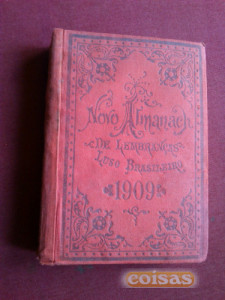 Novo Almanach
DE LEMBRANÇAS
LUSO BRASILEIRO
1909
coisas